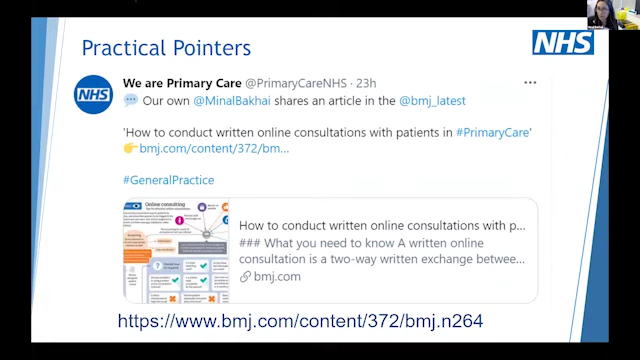 Practical Pointers
NHS
NHS
We are Primary Care @PrimaryCareNHS · 23h
Our own @MinalBakhai shares an article in the @bmj_latest
'How to conduct written online consultations with patients in #PrimaryCare'
bmj.com/content/372/bm...
#GeneralPractice
Online consulting
How to conduct written online consultations with p...
### What you need to know A written online
consultation is a two-way written exchange betwee...
bmj.com
https://www.bmj.com/content/372/bmj.n264